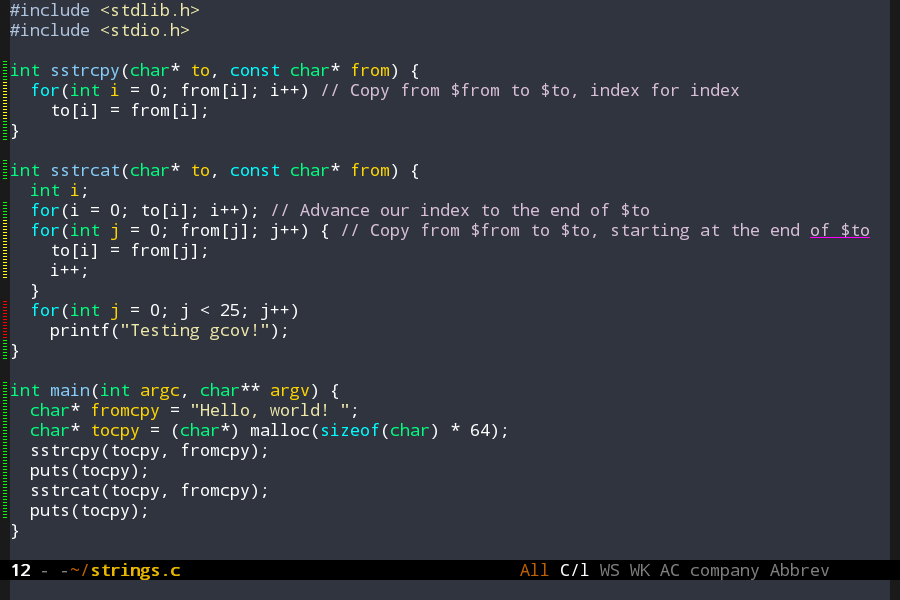 #include <stdlib.h>
#include <stdio.h>

int sstrcpy(char* to, const char* from) {
  for(int i = 0; from[i]; i++) // Copy from $from to $to, index for index
    to[i] = from[i];
}

int sstrcat(char* to, const char* from) {
  int i;
  for(i = 0; to[i]; i++); // Advance our index to the end of $to
  for(int j = 0; from[j]; j++) { // Copy from $from to $to, starting at the end of $to
    to[i] = from[j];
    i++;
  }
  for(int j = 0; j < 25; j++)
    printf("Testing gcov!");
}

int main(int argc, char** argv) {
  char* fromcpy = "Hello, world! ";
  char* tocpy = (char*) malloc(sizeof(char) * 64);
  sstrcpy(tocpy, fromcpy);
  puts(tocpy);
  sstrcat(tocpy, fromcpy);
  puts(tocpy);
}

12 - -~/strings.c All C/l WS WK AC company Abbrev